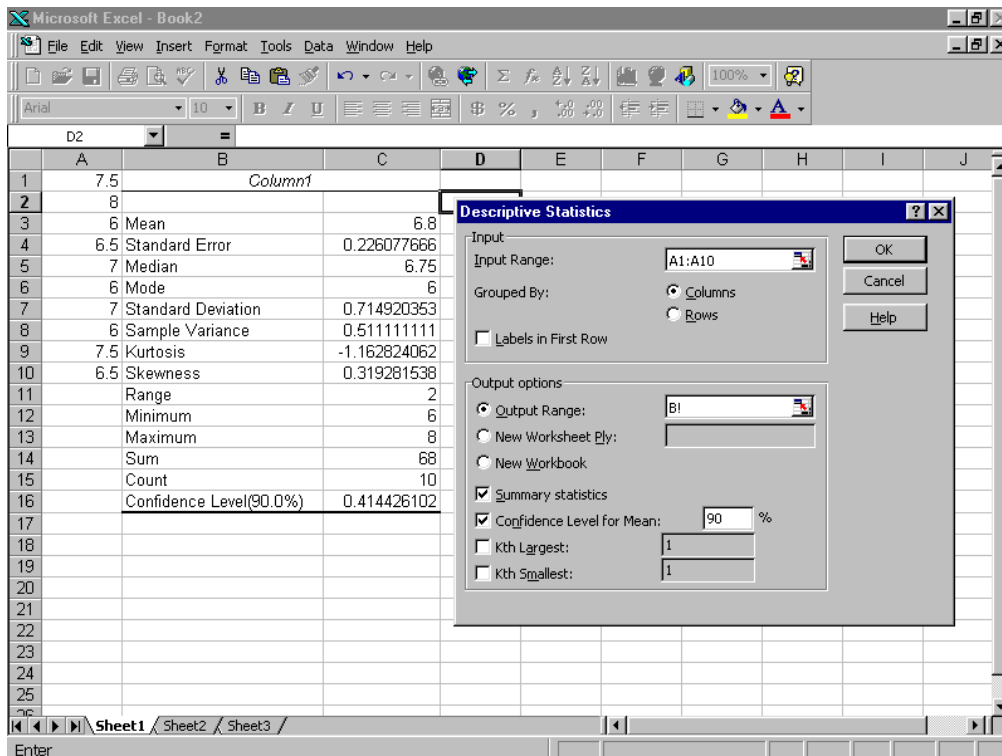 Microsoft Excel - Book2
File Edit View Insert Format Tools Data Window Help
100%
Arial 10 B I U $ % ,
D2 =
A B C D E F G H I J
1 7.5 Column1
2 8
3 6 Mean 6.8
4 6.5 Standard Error 0.226077666
5 7 Median 6.75
6 6 Mode 6
7 7 Standard Deviation 0.714920353
8 6 Sample Variance 0.511111111
9 7.5 Kurtosis -1.162824062
10 6.5 Skewness 0.319281538
11 Range 2
12 Minimum 6
13 Maximum 8
14 Sum 68
15 Count 10
16 Confidence Level(90.0%) 0.414426102
17
18
19
20
21
22
23
24
25
26
Descriptive Statistics
Input
Input Range: A1:A10
Grouped By: Columns
Rows
Labels in First Row
OK
Cancel
Help
Output options
Output Range: B!
New Worksheet Ply:
New Workbook
Summary statistics
Confidence Level for Mean: 90 %
Kth Largest: 1
Kth Smallest: 1
Sheet1 Sheet2 Sheet3
Enter